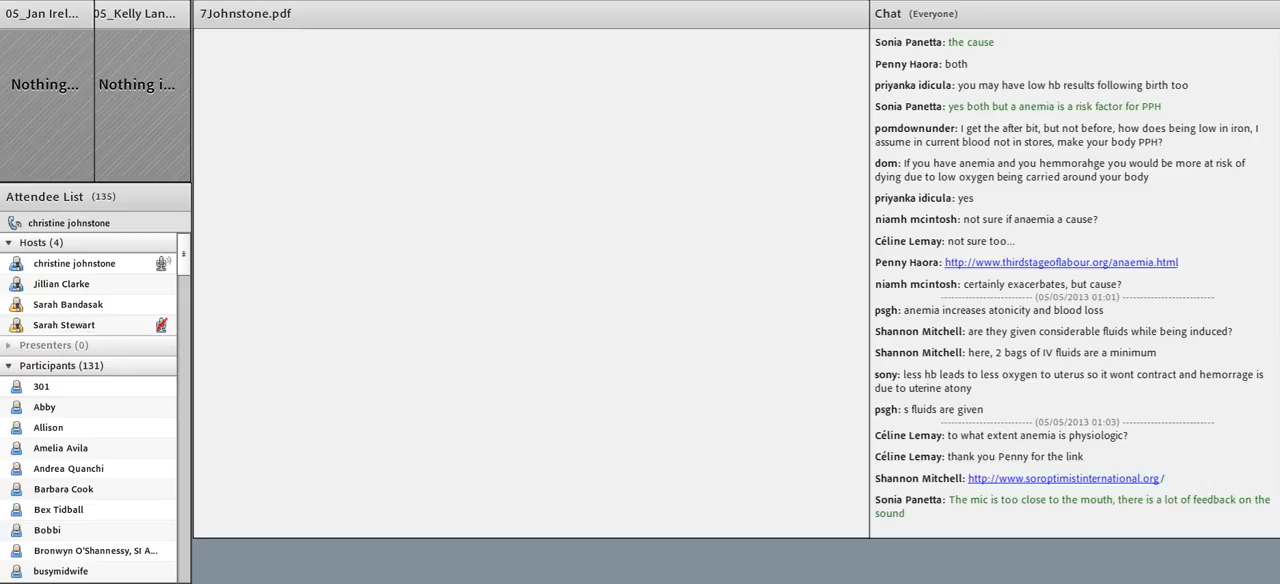 05_Jan Irel...
05_Kelly Lan...
7Johnstone.pdf
Chat (Everyone)
Nothing...
Nothing i...
Attendee List (135)
christine johnstone
Hosts (4)
christine johnstone
Jillian Clarke
Sarah Bandasak
Sarah Stewart
Presenters (0)
Participants (131)
301
Abby
Allison
Amelia Avila
Andrea Quanchi
Barbara Cook
Bex Tidball
Bobbi
Bronwyn O'Shannessy, SI A...
busymidwife
Sonia Panetta: the cause
Penny Haora: both
priyanka idicula: you may have low hb results following birth too
Sonia Panetta: yes both but a anemia is a risk factor for PPH
pomdownunder: I get the after bit, but not before, how does being low in iron, I
assume in current blood not in stores, make your body PPH?
dom: If you have anemia and you hemmorahge you would be more at risk of
dying due to low oxygen being carried around your body
priyanka idicula: yes
niamh mcintosh: not sure if anaemia a cause?
Céline Lemay: not sure too...
Penny Haora: http://www.thirdstageoflabour.org/anaemia.html
niamh mcintosh: certainly exacerbates, but cause?
(05/05/2013 01:01)
psgh: anemia increases atonicity and blood loss
Shannon Mitchell: are they given considerable fluids while being induced?
Shannon Mitchell: here, 2 bags of IV fluids are a minimum
sony: less hb leads to less oxygen to uterus so it wont contract and hemorrage is
due to uterine atony
psgh: s fluids are given
(05/05/2013 01:03)
Céline Lemay: to what extent anemia is physiologic?
Céline Lemay: thank you Penny for the link
Shannon Mitchell: http://www.soroptimistinternational.org/
Sonia Panetta: The mic is too close to the mouth, there is a lot of feedback on the
sound